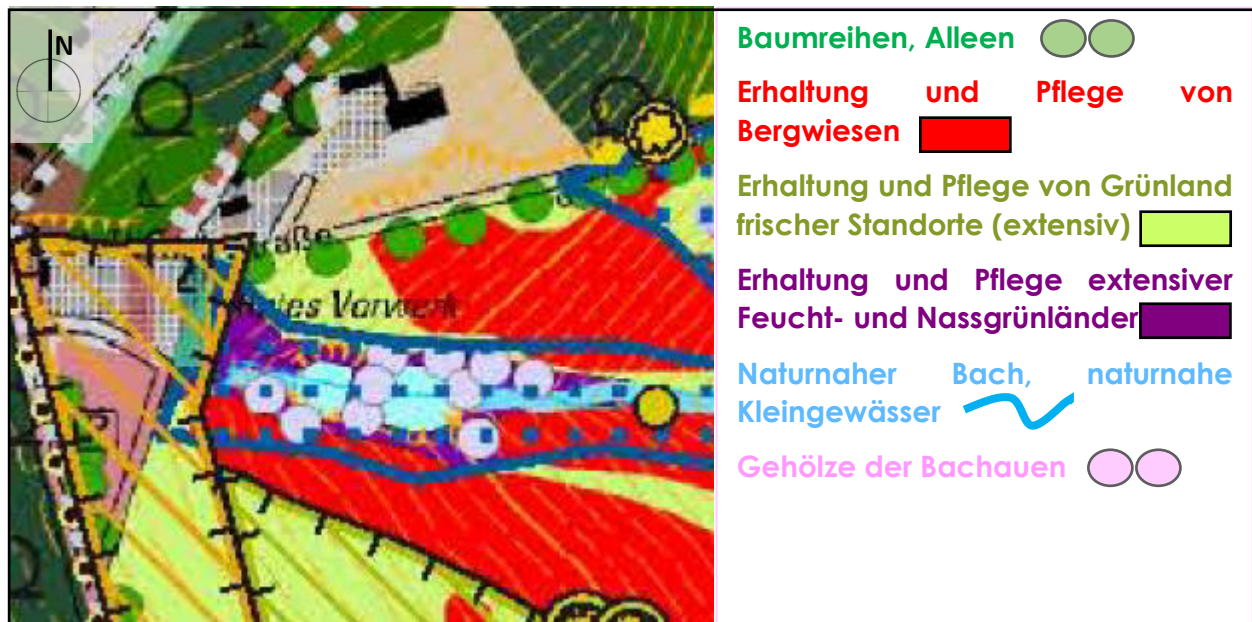 N
Baumreihen, Alleen
Erhaltung und Pflege von
Bergwiesen
Erhaltung und Pflege von Grünland
frischer Standorte (extensiv)
Erhaltung und Pflege extensiver
Feucht- und Nassgrünländer
Naturnaher Bach, naturnahe
Kleingewässer
Gehölze der Bachauen
Vorwerk